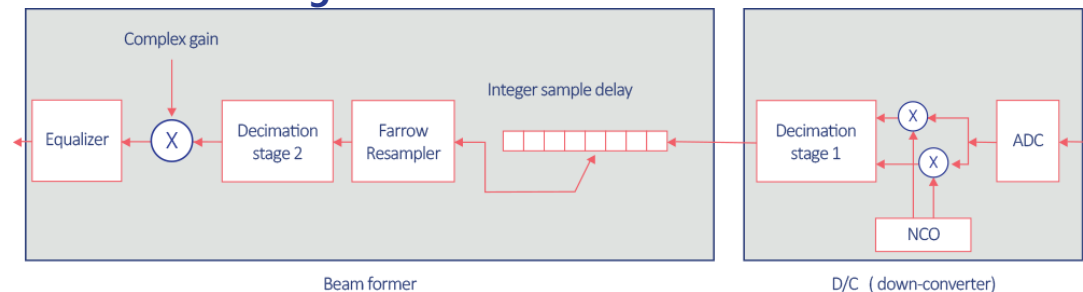 Complex gain
Integer sample delay
Equalizer
X
Decimation
stage 2
Farrow
Resampler
Decimation
stage 1
X
X
ADC
NCO
Beam former
D/C ( down-converter)